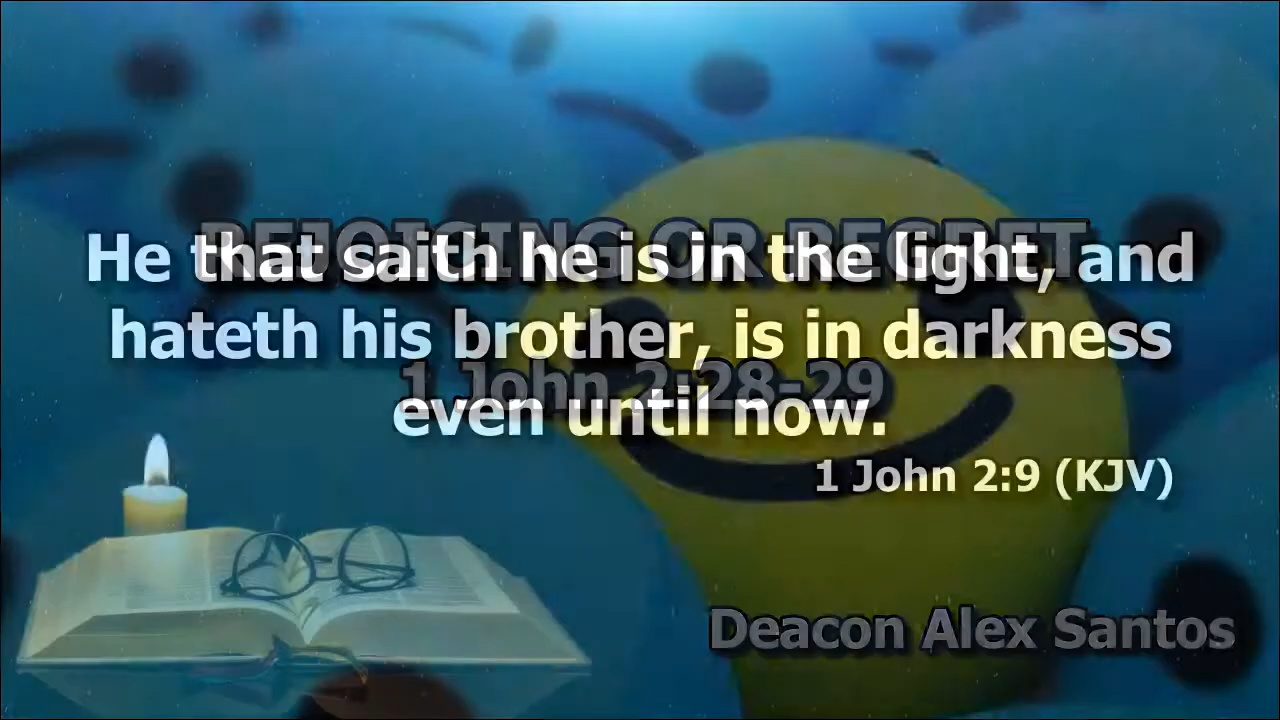 REJOICING OR REGRET
He that saith he is in the light, and
hateth his brother, is in darkness
1 John 2:28-29
even until now.
1 John 2:9 (KJV)
Deacon Alex Santos